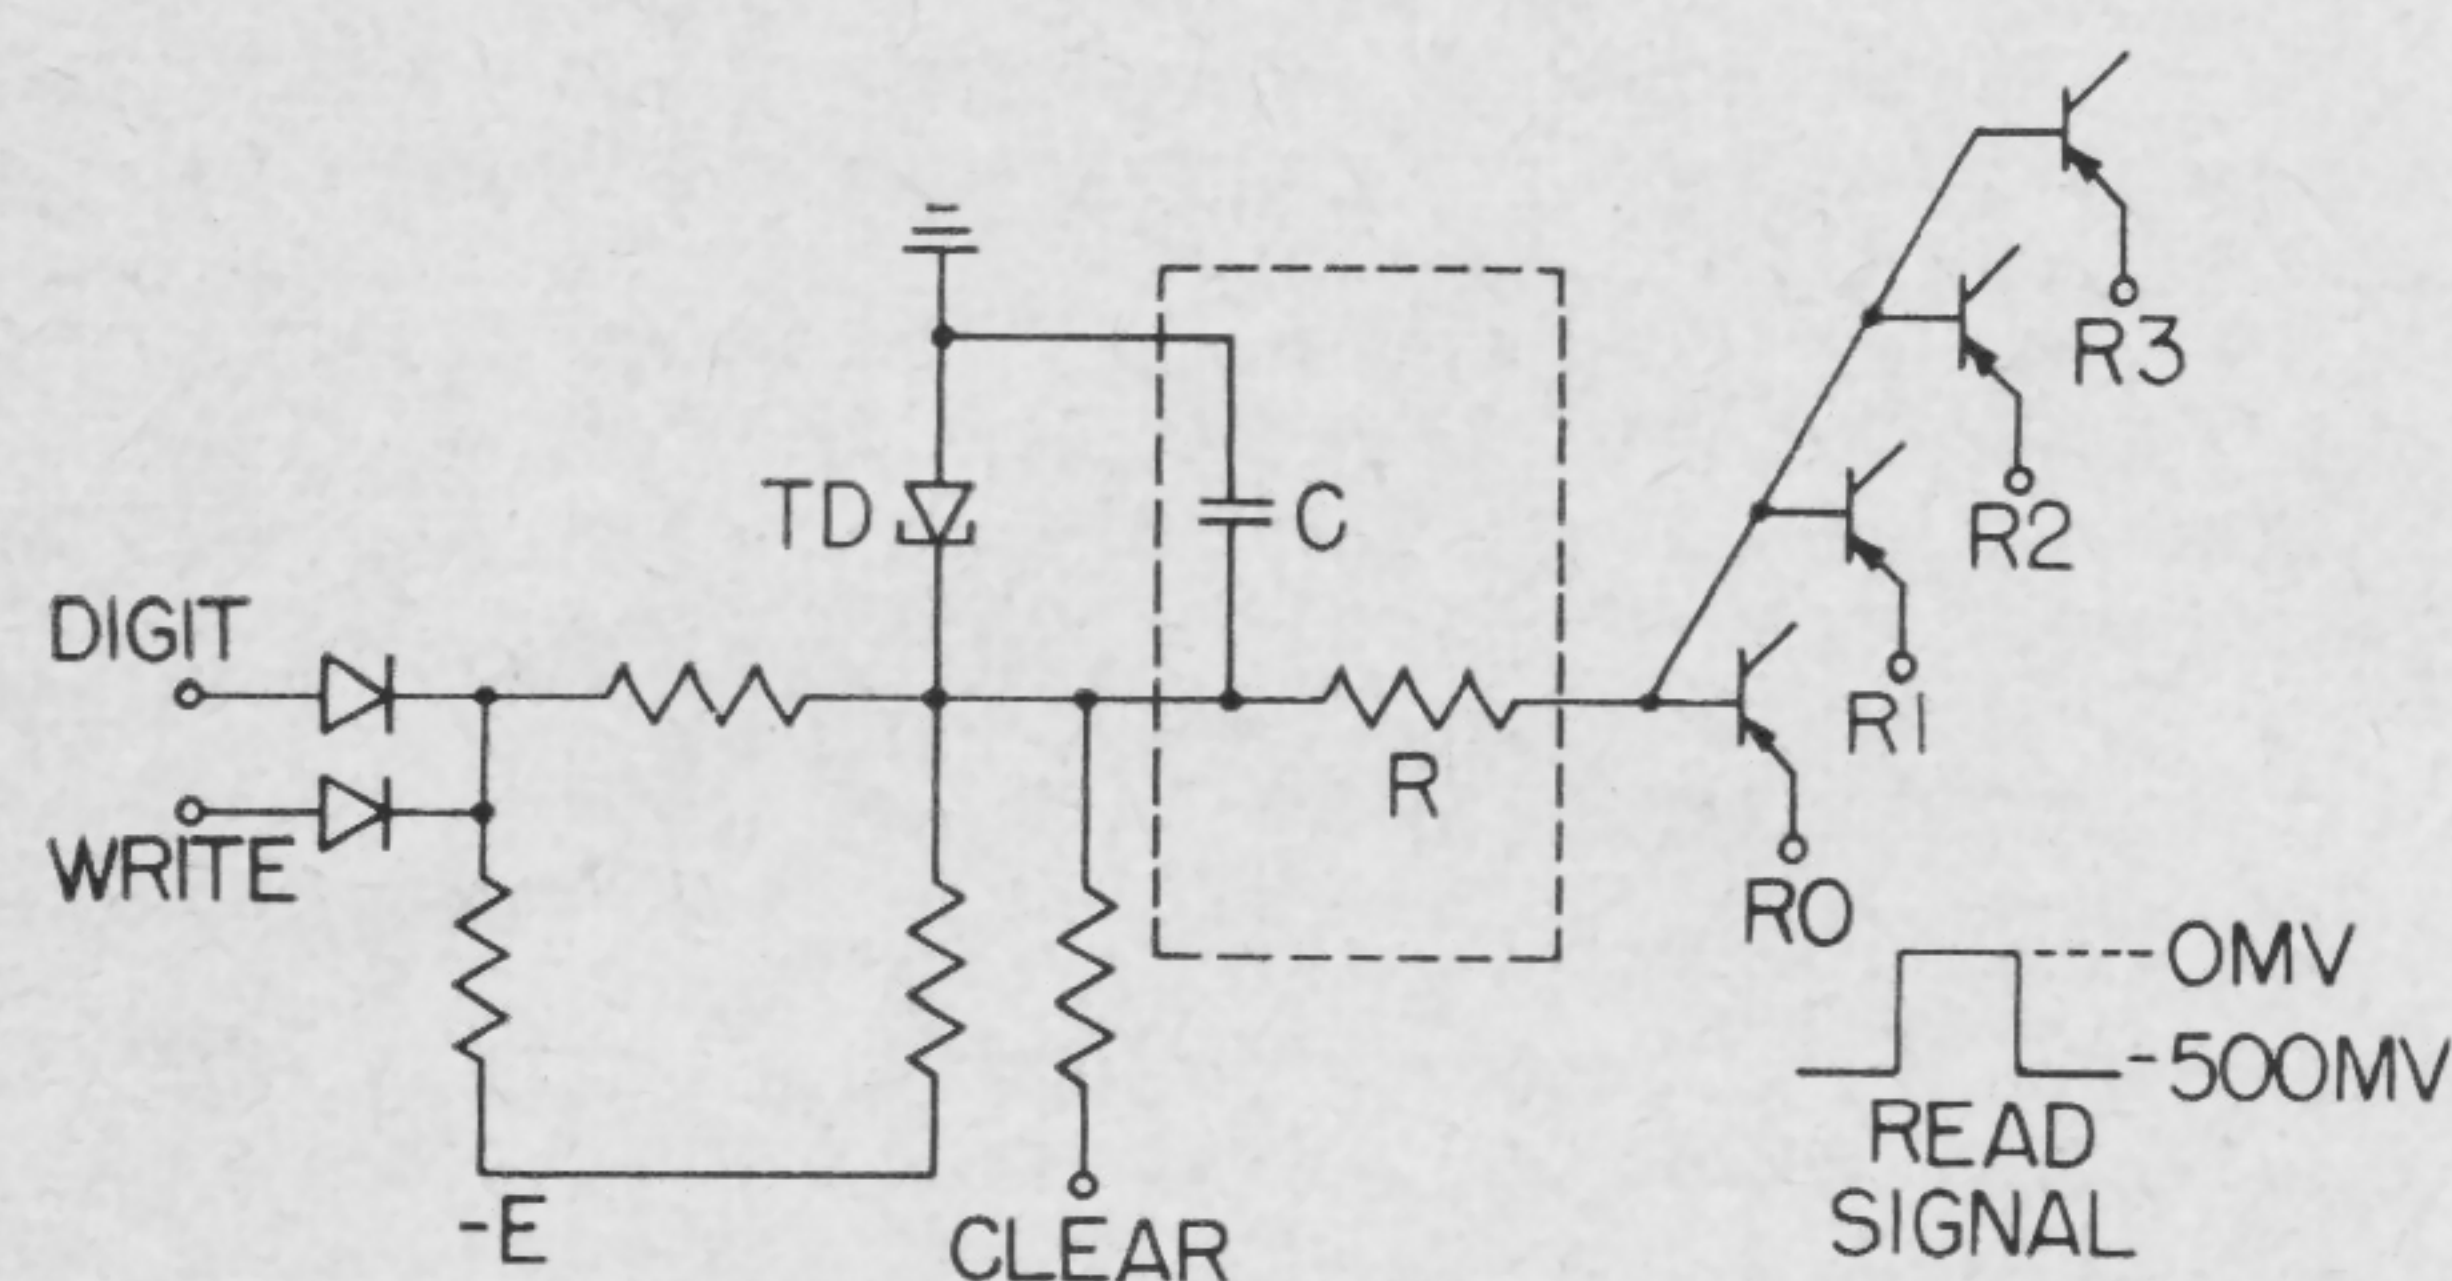 R3
R2
TD
C
DIGIT
R1
R
WRITE
R0
0MV
-500MV
READ
SIGNAL
-E
CLEAR